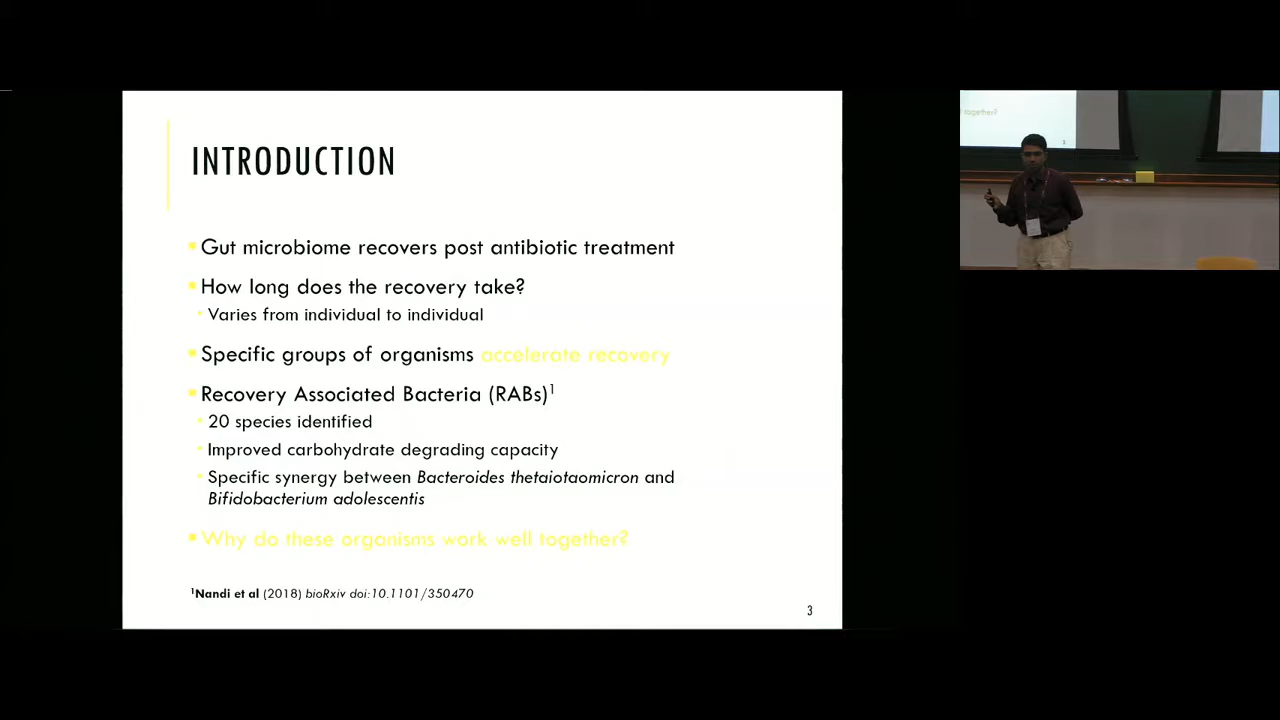 INTRODUCTION
Gut microbiome recovers post antibiotic treatment
How long does the recovery take?
Varies from individual to individual
Specific groups of organisms accelerate recovery
Recovery Associated Bacteria (RABs)¹
20 species identified
Improved carbohydrate degrading capacity
Specific synergy between Bacteroides thetaiotaomicron and
Bifidobacterium adolescentis
Why do these organisms work well together?
¹Nandi et al (2018) bioRxiv doi:10.1101/350470
3
together?
3